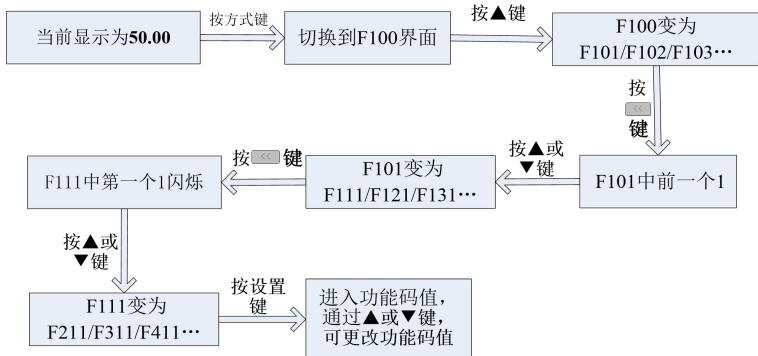 当前显示为50.00
按方式键
切换到F100界面
按▲键
F100变为
F101/F102/F103…
按
<<
键
F101中前一个1
按▲或
▼键
F101变为
F111/F121/F131…
按<<键
F111中第一个1闪烁
按▲或
▼键
F111变为
F211/F311/F411…
按设置
键
进入功能码值，
通过▲或▼键，
可更改功能码值